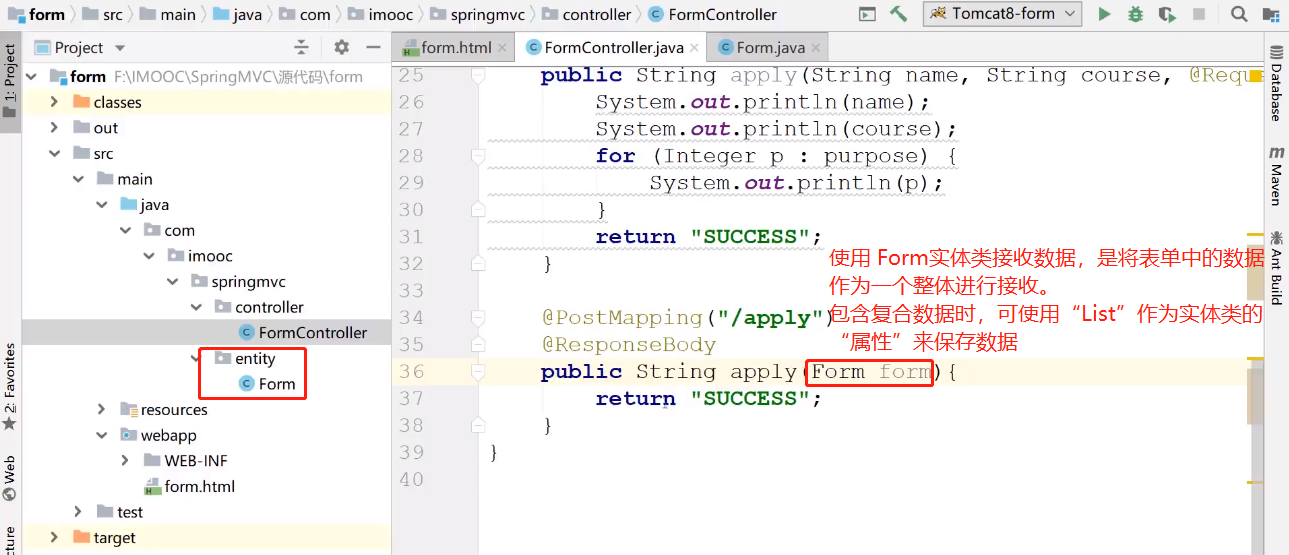 form src main java com imooc springmvc controller FormController Tomcat8-form
Project form.html FormController.java Form.java
1: Project
2: Favorites
Web
form F:\IMOOC\SpringMVC\源代码\form
classes
out
src
main
java
com
imooc
springmvc
controller
FormController
entity
Form
resources
webapp
WEB-INF
form.html
test
target
25 public String apply(String name, String course, @Reque
26 System.out.println(name);
27 System.out.println(course);
28 for (Integer p : purpose) {
29 System.out.println(p);
30 }
31 return "SUCCESS";
32 }
33
34 @PostMapping("/apply")
35 @ResponseBody
36 public String apply(Form form){
37 return "SUCCESS";
38 }
39 }
40
使用 Form实体类接收数据，是将表单中的数据
作为一个整体进行接收。
包含复合数据时，可使用“List”作为实体类的
“属性”来保存数据
Database
m Maven
Ant Build